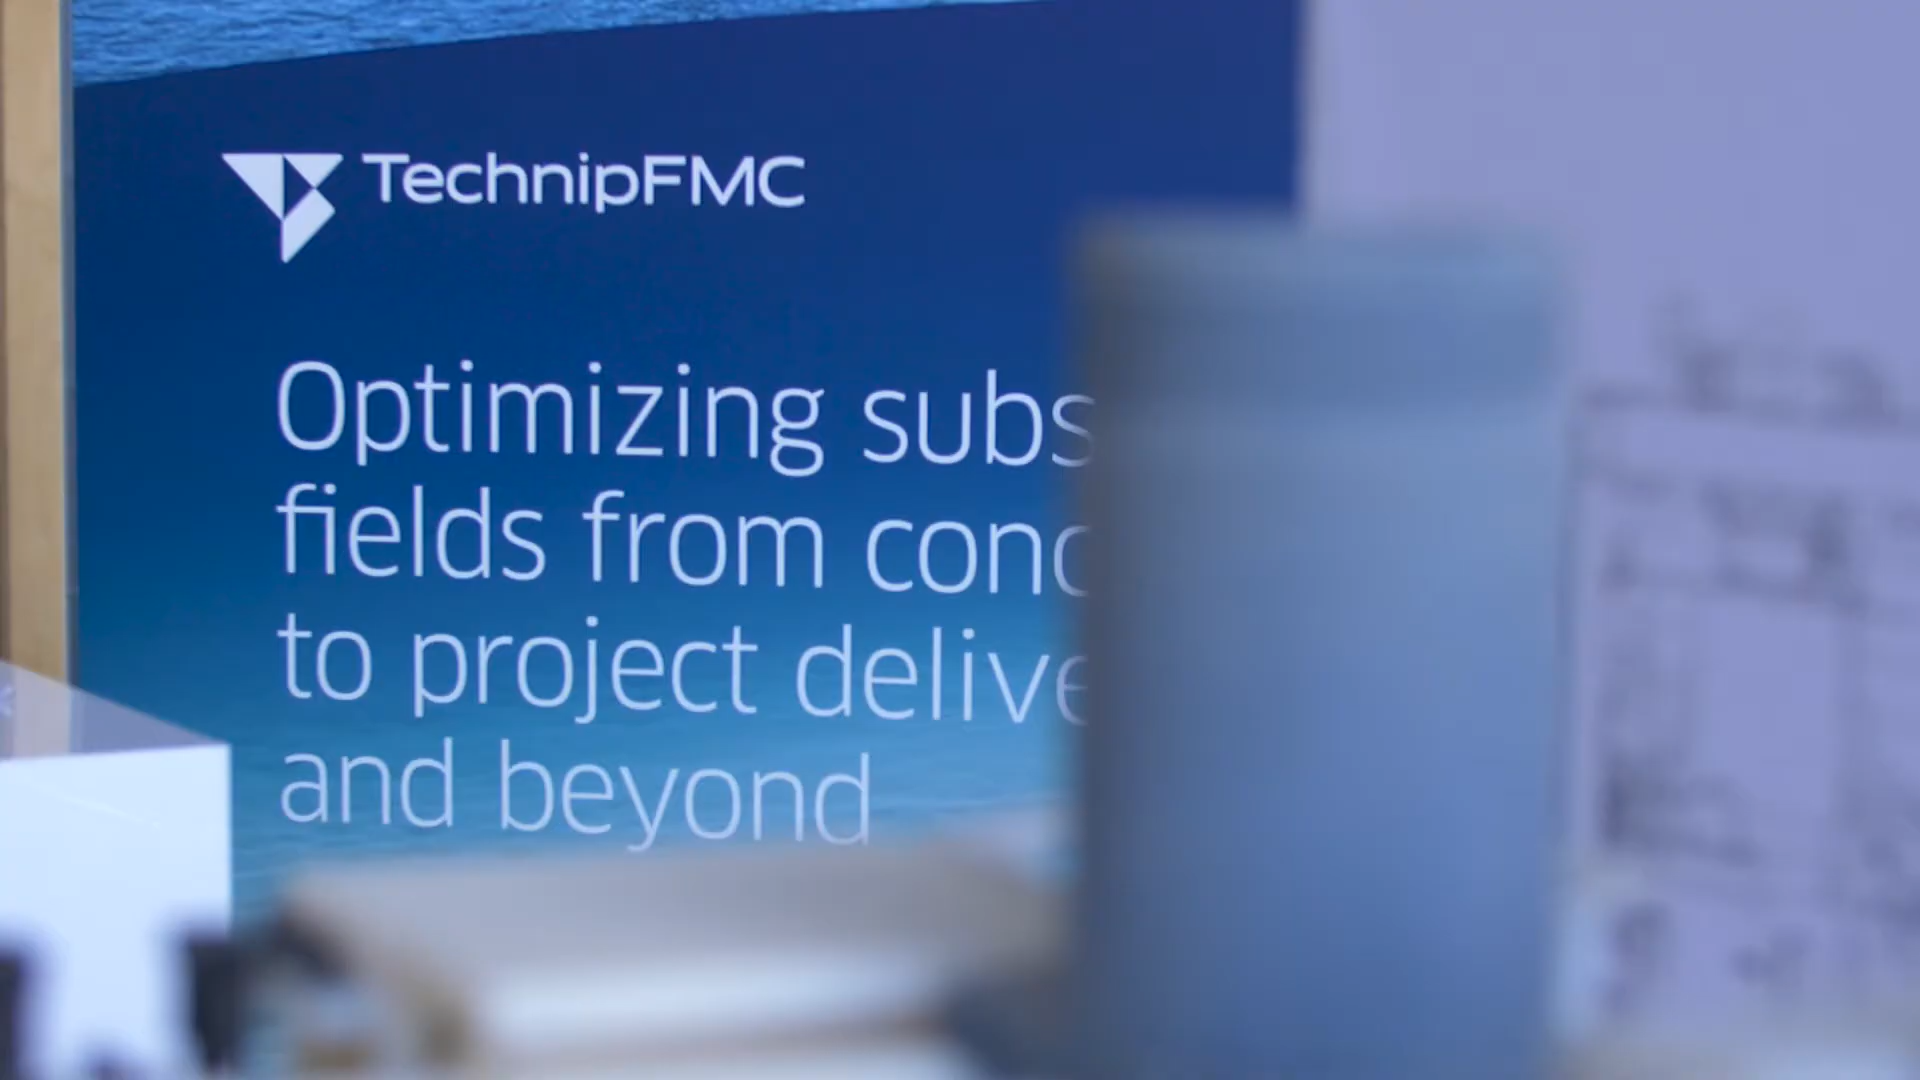 TechnipFMC
Optimizing subs
fields from conc
to project delive
and beyond